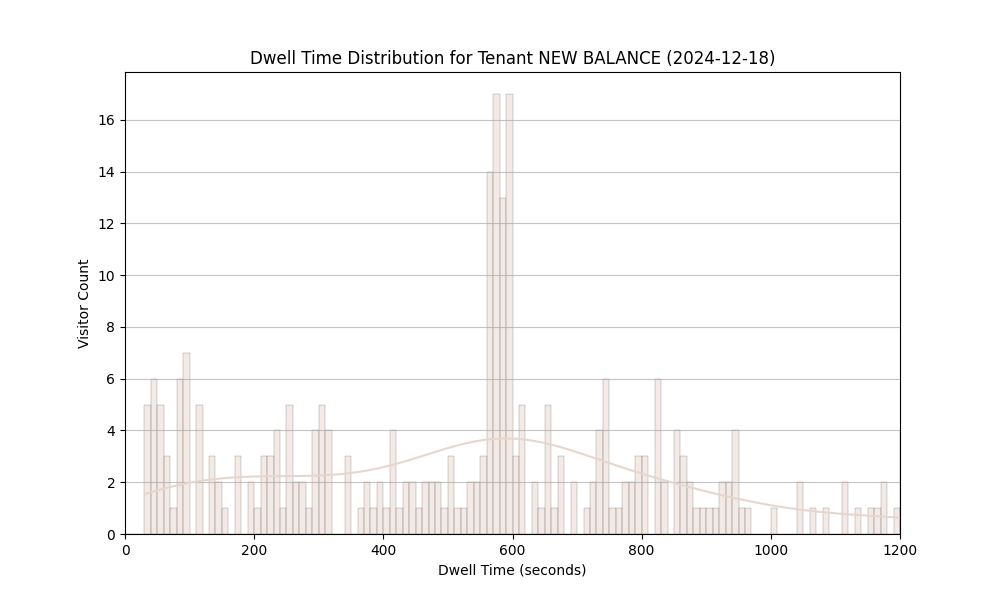 Dwell Time Distribution for Tenant NEW BALANCE (2024-12-18)
Visitor Count
16
14
12
10
8
6
4
2
0
0 200 400 600 800 1000 1200
Dwell Time (seconds)